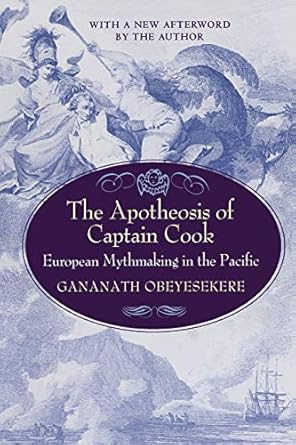 WITH A NEW AFTERWORD
BY THE AUTHOR
The Apotheosis of
Captain Cook
European Mythmaking in the Pacific
GANANATH OBEYESEKERE